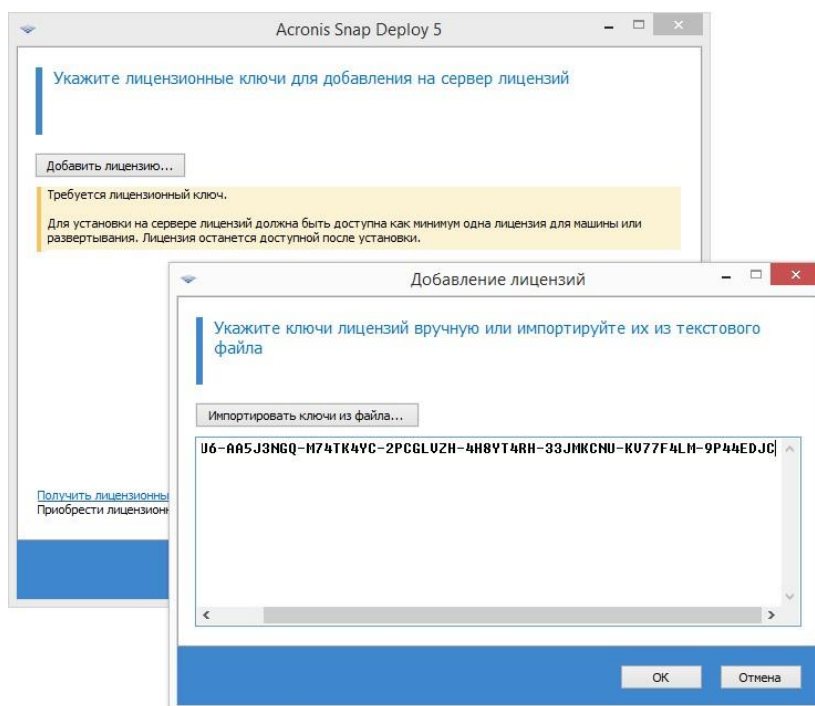 Acronis Snap Deploy 5
Укажите лицензионные ключи для добавления на сервер лицензий
Добавить лицензию...
Требуется лицензионный ключ.
Для установки на сервере лицензий должна быть доступна как минимум одна лицензия для машины или
развертывания. Лицензия останется доступной после установки.
Добавление лицензий
Укажите ключи лицензий вручную или импортируйте их из текстового
файла
Импортировать ключи из файла...
U6-AA5J3NGQ-M74TK4YC-2PCGLVZH-4H8YT4RH-33JMKCNU-KV77F4LM-9P44EDJC
Получить лицензионны
Приобрести лицензион
OK
Отмена